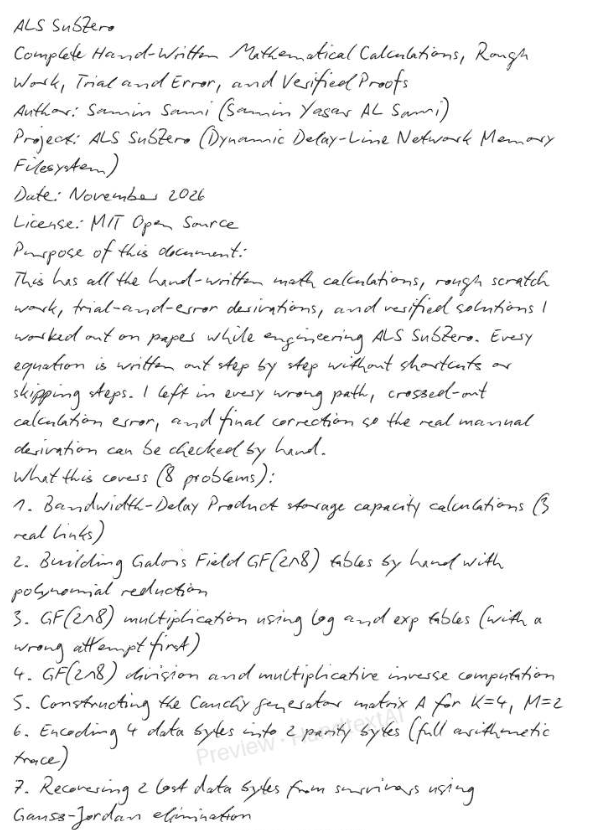 ALS SubZero
Complete Hand-Written Mathematical Calculations, Rough
Work, Trial and Error, and Verified Proofs
Author: Samin Sami (Samin Yasar AL Sami)
Project: ALS SubZero (Dynamic Delay-Line Network Memory
Filesystem)
Date: November 2026
License: MIT Open Source
Purpose of this document:
This has all the hand-written math calculations, rough scratch
work, trial-and-error derivations, and verified solutions I
worked out on paper while engineering ALS SubZero. Every
equation is written out step by step without shortcuts or
skipping steps. I left in every wrong path, crossed-out
calculation error, and final correction so the real manual
derivation can be checked by hand.
What this covers (8 problems):
1. Bandwidth-Delay Product storage capacity calculations (3
real links)
2. Building Galois Field GF(2^8) tables by hand with
polynomial reduction
3. GF(2^8) multiplication using log and exp tables (with a
wrong attempt first)
4. GF(2^8) division and multiplicative inverse computation
5. Constructing the Cauchy generator matrix A for K=4, M=2
6. Encoding 4 data bytes into 2 parity bytes (full arithmetic
trace)
Preview - HandtextAI
7. Recovering 2 lost data bytes from survivors using
Gauss-Jordan elimination